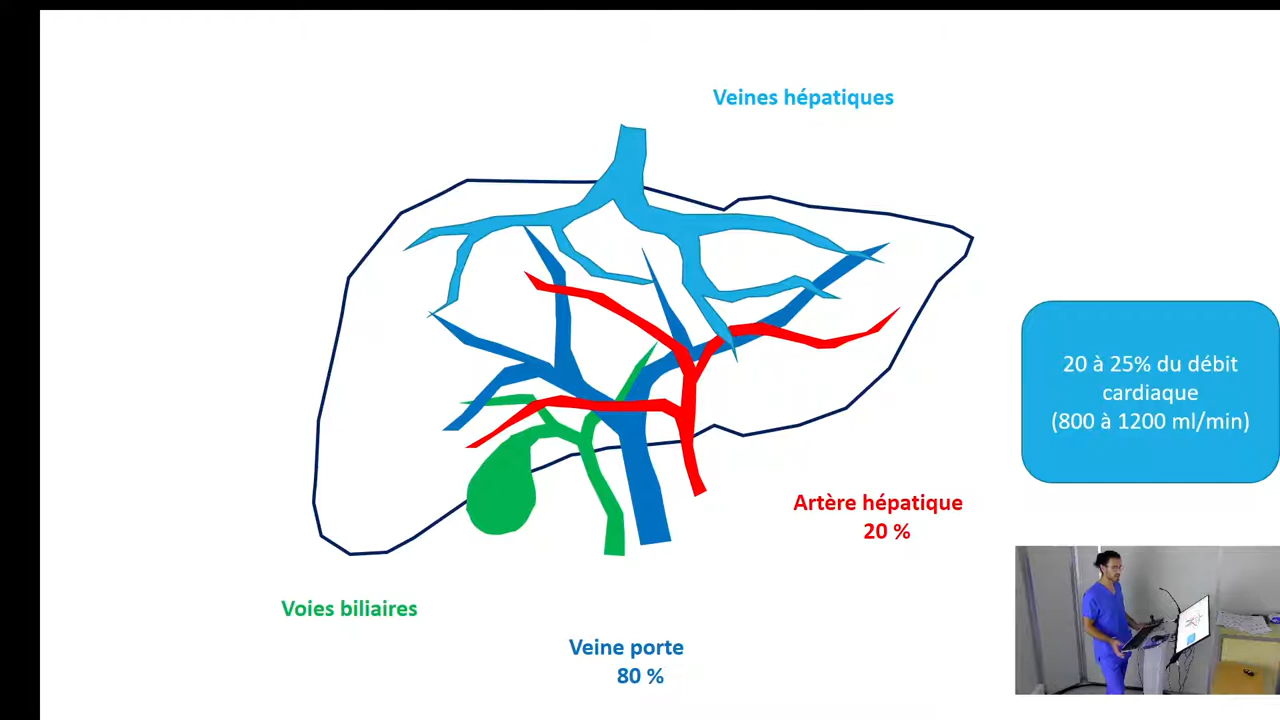 Veines hépatiques
20 à 25% du débit
cardiaque
(800 à 1200 ml/min)
Artère hépatique
20 %
Voies biliaires
Veine porte
80 %